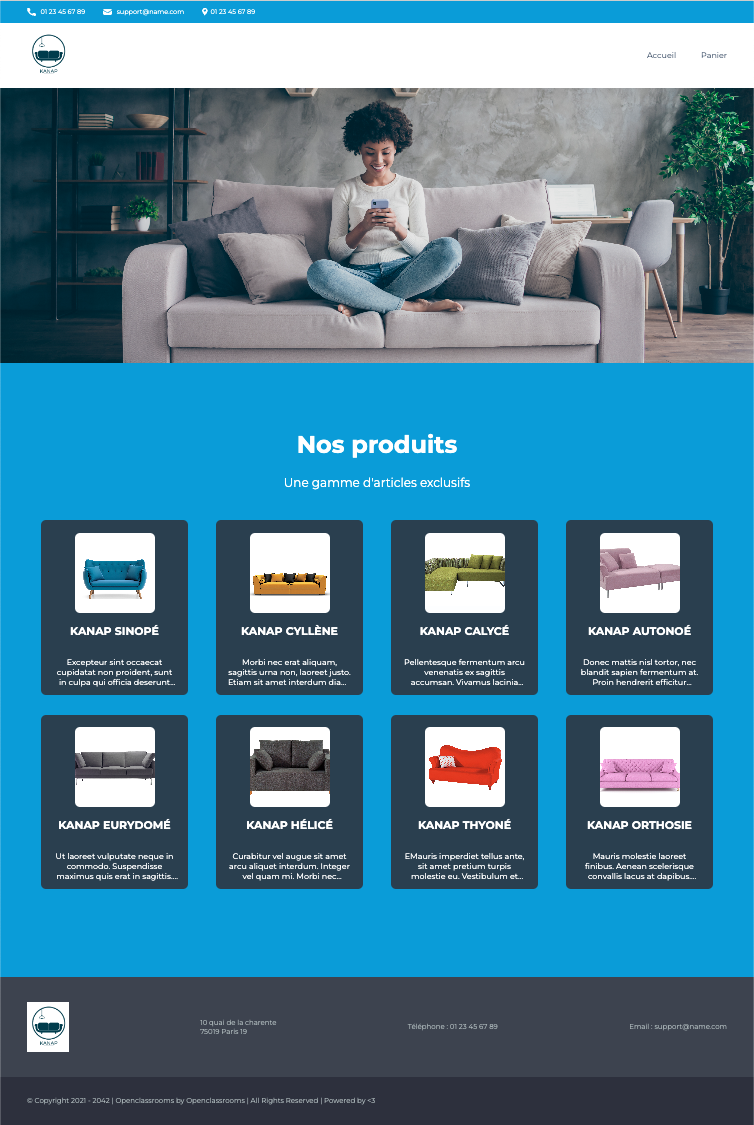 01 23 45 67 89 support@name.com 01 23 45 67 89
KANAP
Accueil Panier
Nos produits
Une gamme d'articles exclusifs
KANAP SINOPÉ
Excepteur sint occaecat
cupidatat non proident, sunt
in culpa qui officia deserunt...
KANAP CYLLÈNE
Morbi nec erat aliquam,
sagittis urna non, laoreet justo.
Etiam sit amet interdum dia...
KANAP CALYCÉ
Pellentesque fermentum arcu
venenatis ex sagittis
accumsan. Vivamus lacinia...
KANAP AUTONOÉ
Donec mattis nisl tortor, nec
blandit sapien fermentum at.
Proin hendrerit efficitur...
KANAP EURYDOMÉ
Ut laoreet vulputate neque in
commodo. Suspendisse
maximus quis erat in sagittis....
KANAP HÉLICÉ
Curabitur vel augue sit amet
arcu aliquet interdum. Integer
vel quam mi. Morbi nec...
KANAP THYONÉ
EMauris imperdiet tellus ante,
sit amet pretium turpis
molestie eu. Vestibulum et...
KANAP ORTHOSIE
Mauris molestie laoreet
finibus. Aenean scelerisque
convallis lacus at dapibus....
KANAP
10 quai de la charente
75019 Paris 19
Téléphone : 01 23 45 67 89
Email : support@name.com
© Copyright 2021 - 2042 | Openclassrooms by Openclassrooms | All Rights Reserved | Powered by <3